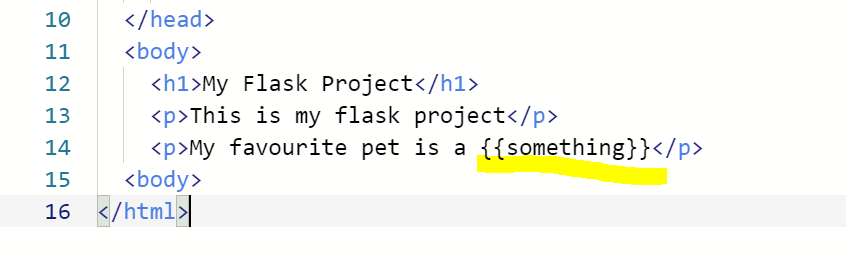 10 </head>
11 <body>
12 <h1>My Flask Project</h1>
13 <p>This is my flask project</p>
14 <p>My favourite pet is a {{something}}</p>
15 <body>
16 </html>